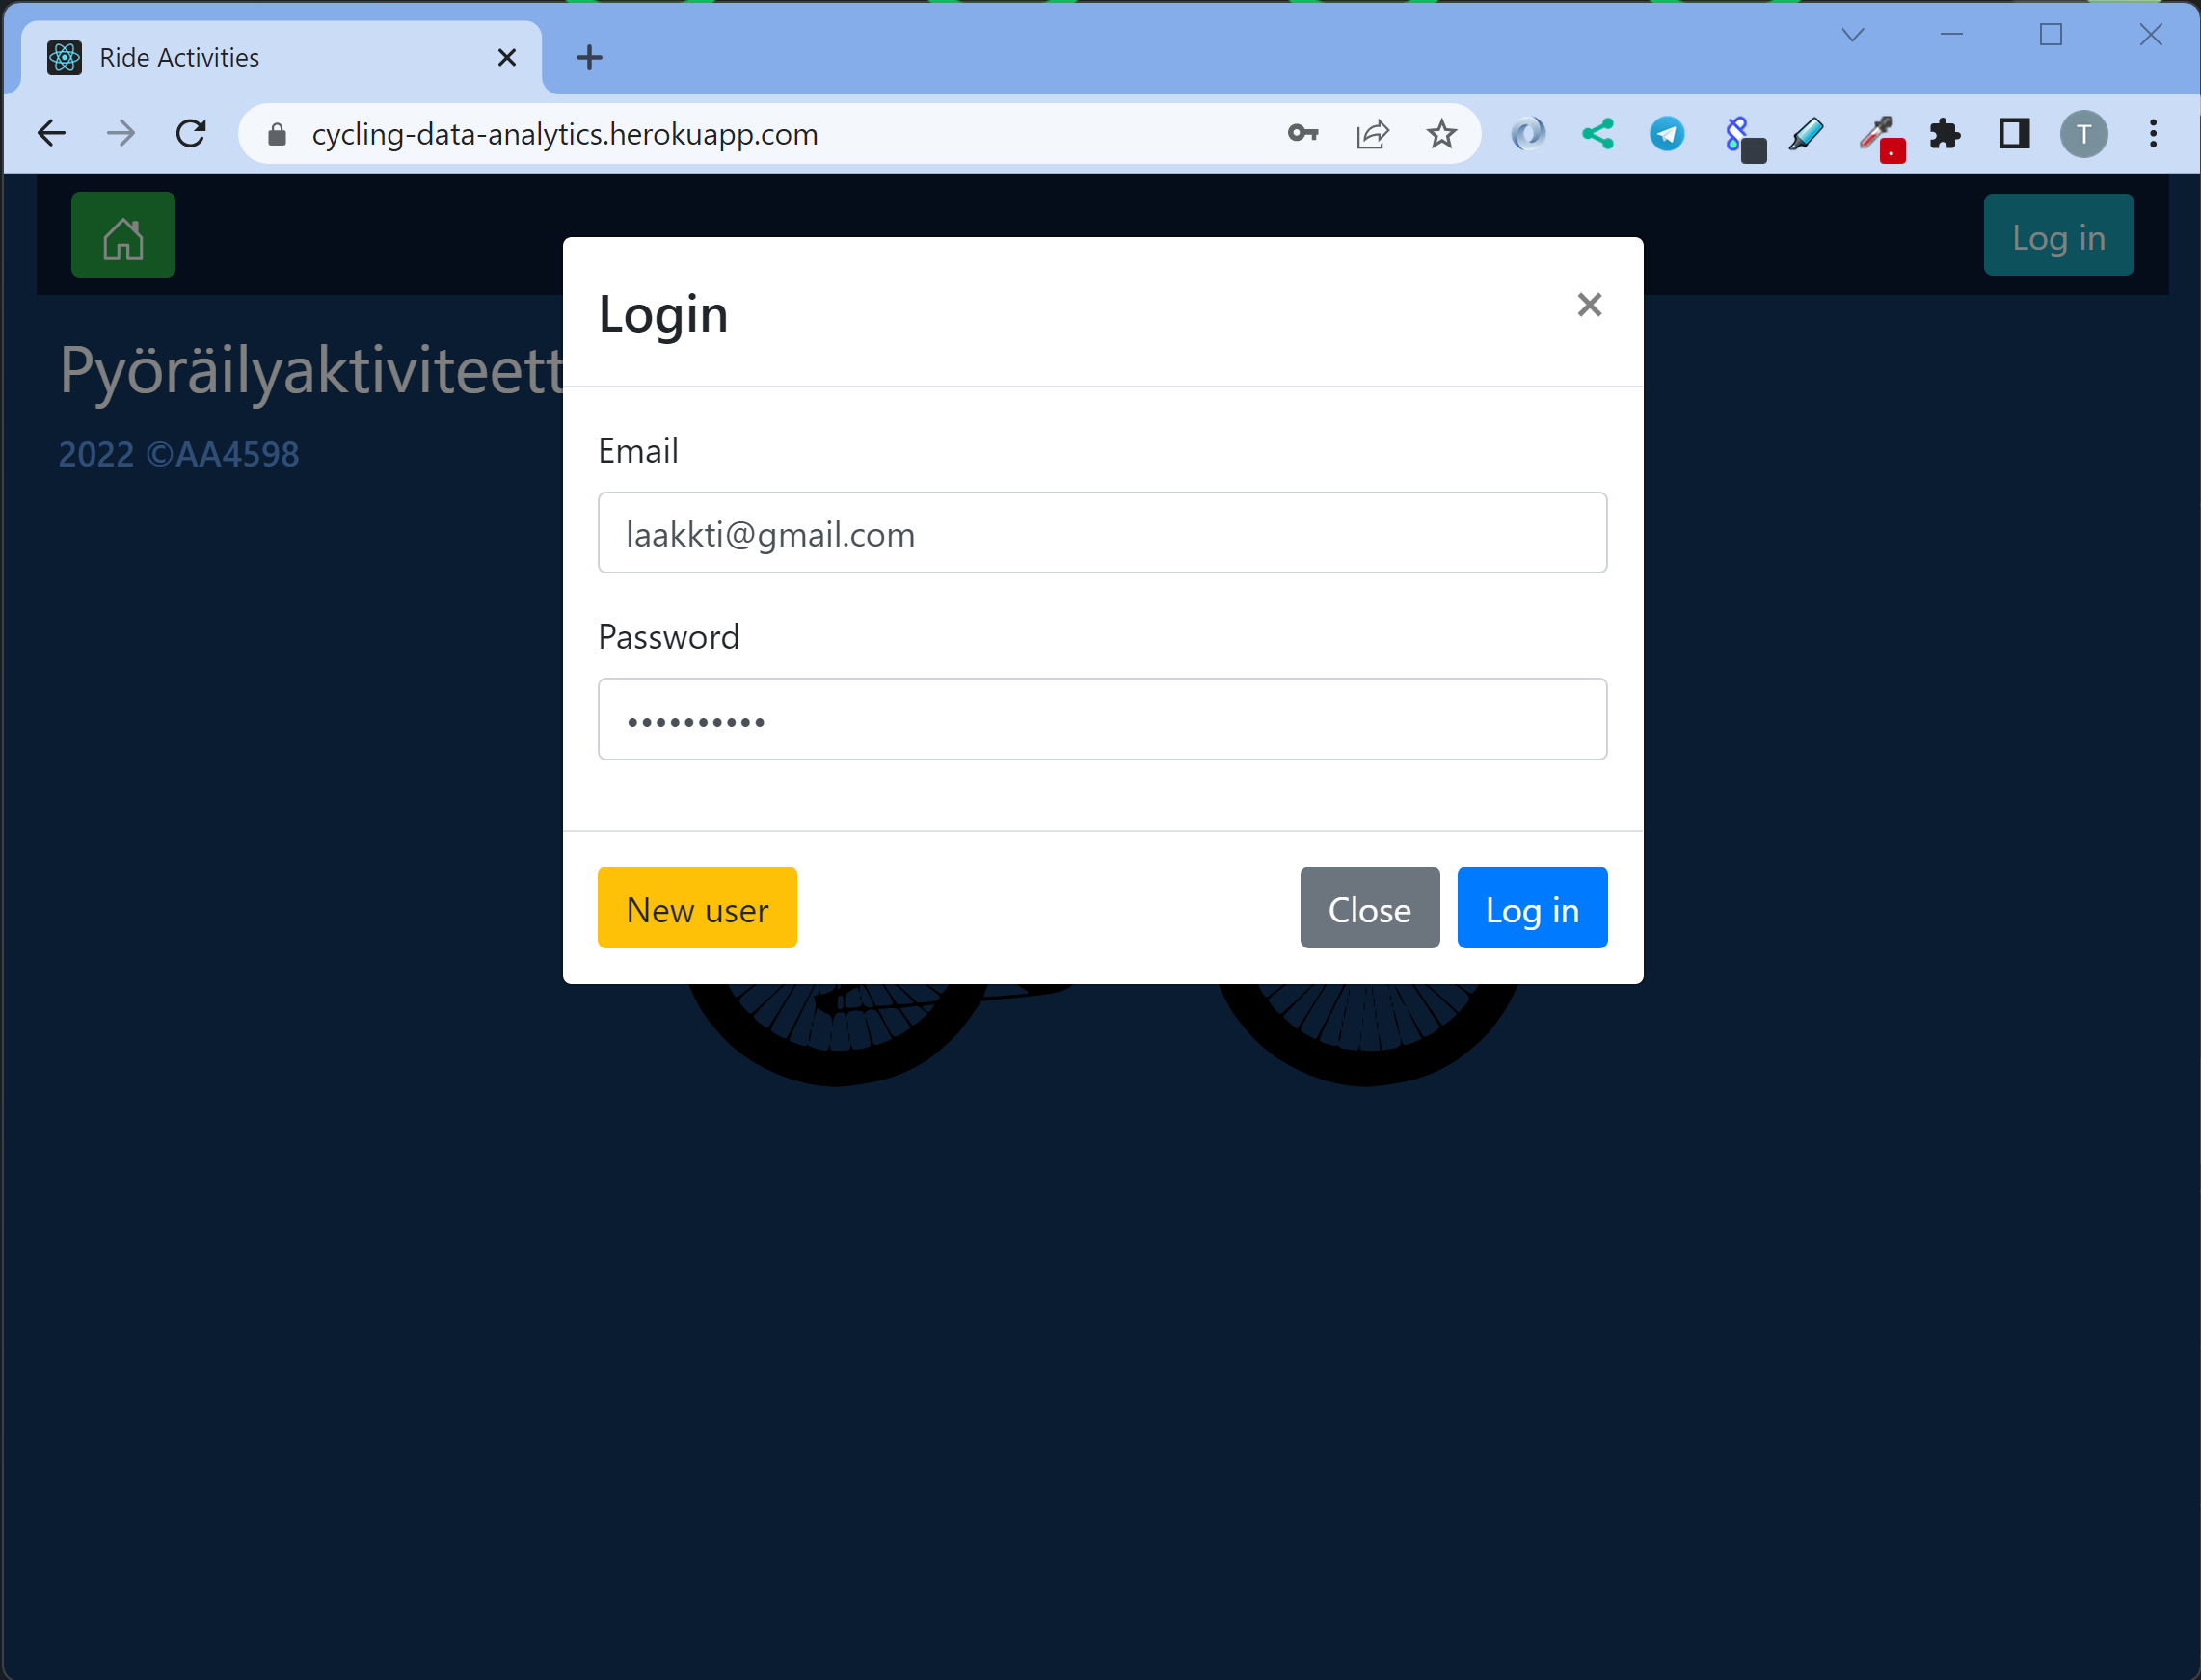 Ride Activities
cycling-data-analytics.herokuapp.com
T
Log in
Login
Pyöräilyaktiviteett
2022 ©AA4598
Email
laakkti@gmail.com
Password
••••••••••
New user
Close
Log in